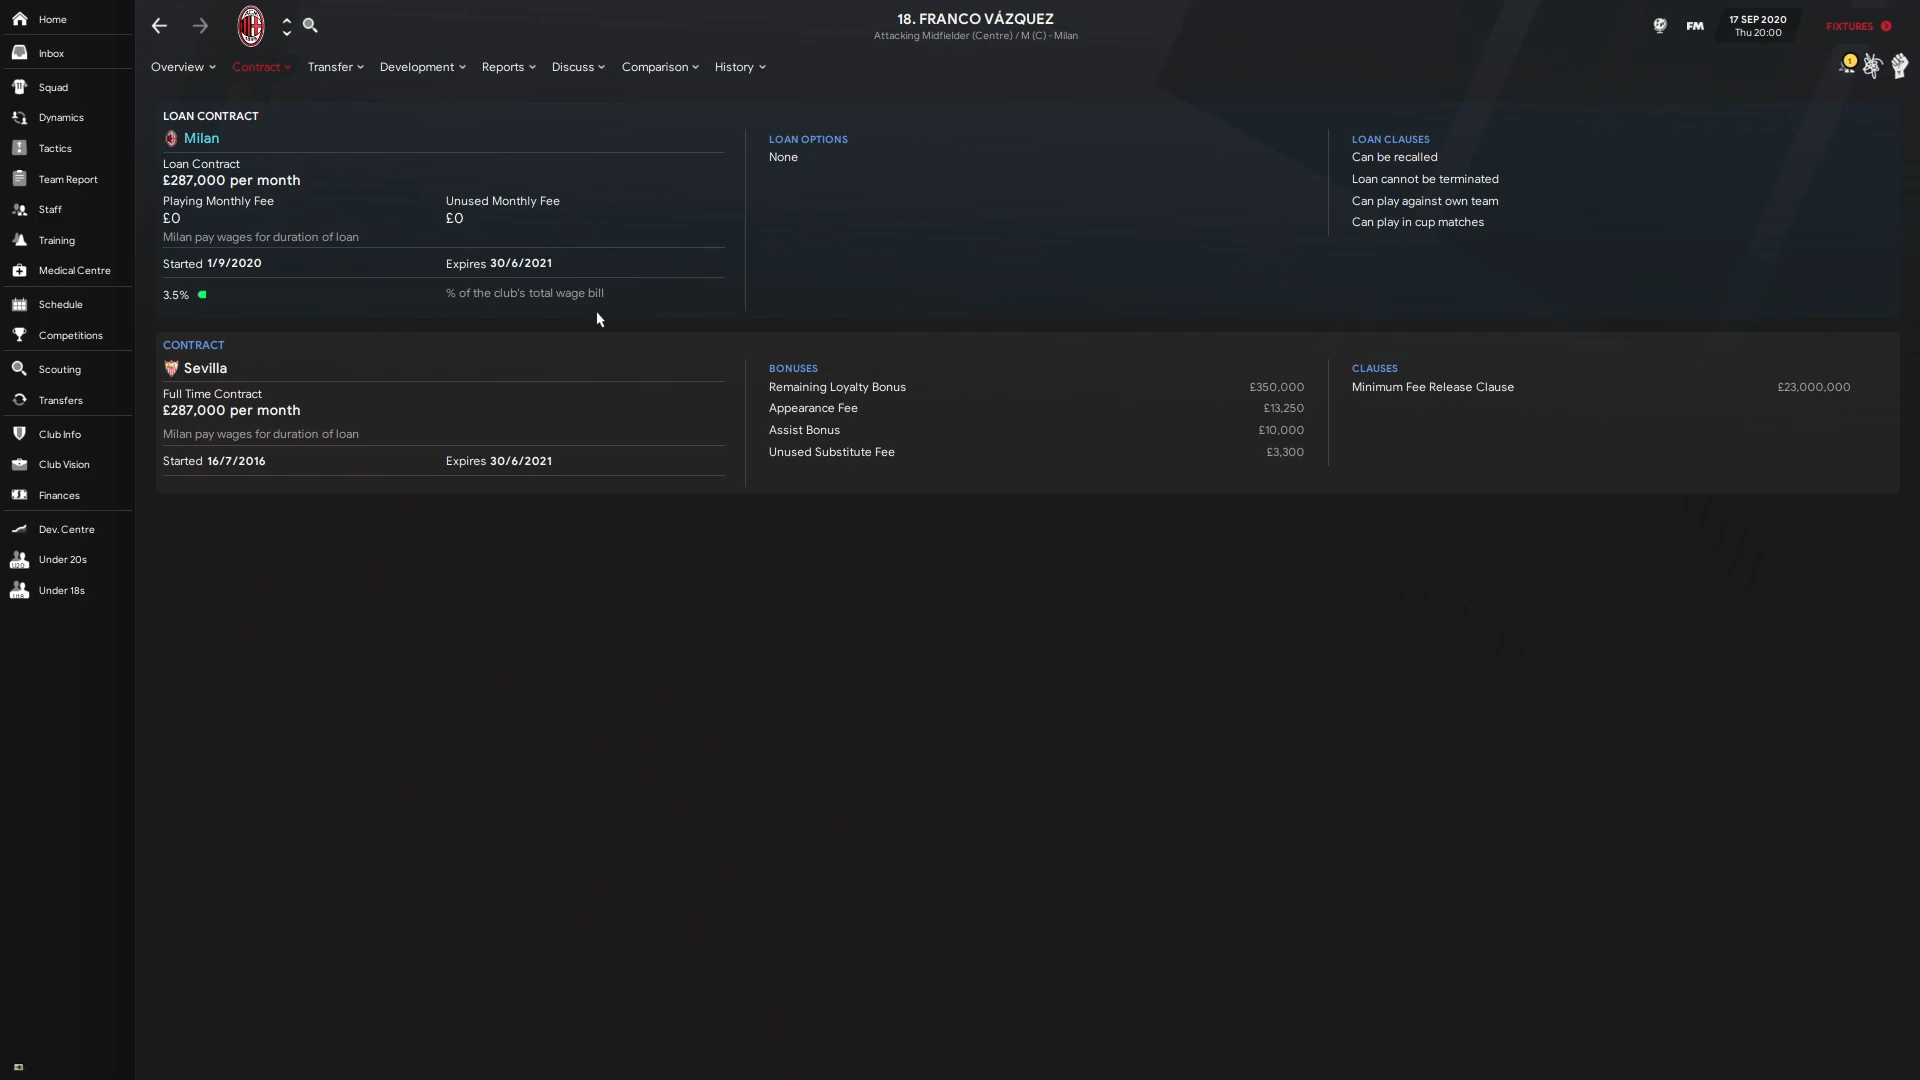 Home
Inbox
Squad
Dynamics
Tactics
Team Report
Staff
Training
Medical Centre
Schedule
Competitions
Scouting
Transfers
Club Info
Club Vision
Finances
Dev. Centre
Under 20s
Under 18s
18. FRANCO VÁZQUEZ
Attacking Midfielder (Centre) / M (C) - Milan
FM
17 SEP 2020
Thu 20:00
FIXTURES
1
Overview Contract Transfer Development Reports Discuss Comparison History
LOAN CONTRACT
Milan
Loan Contract
£287,000 per month
Playing Monthly Fee Unused Monthly Fee
£0 £0
Milan pay wages for duration of loan
Started 1/9/2020 Expires 30/6/2021
3.5% % of the club's total wage bill
LOAN OPTIONS
None
LOAN CLAUSES
Can be recalled
Loan cannot be terminated
Can play against own team
Can play in cup matches
CONTRACT
Sevilla
Full Time Contract
£287,000 per month
Milan pay wages for duration of loan
Started 16/7/2016 Expires 30/6/2021
BONUSES
Remaining Loyalty Bonus £350,000
Appearance Fee £13,250
Assist Bonus £10,000
Unused Substitute Fee £3,300
CLAUSES
Minimum Fee Release Clause £23,000,000